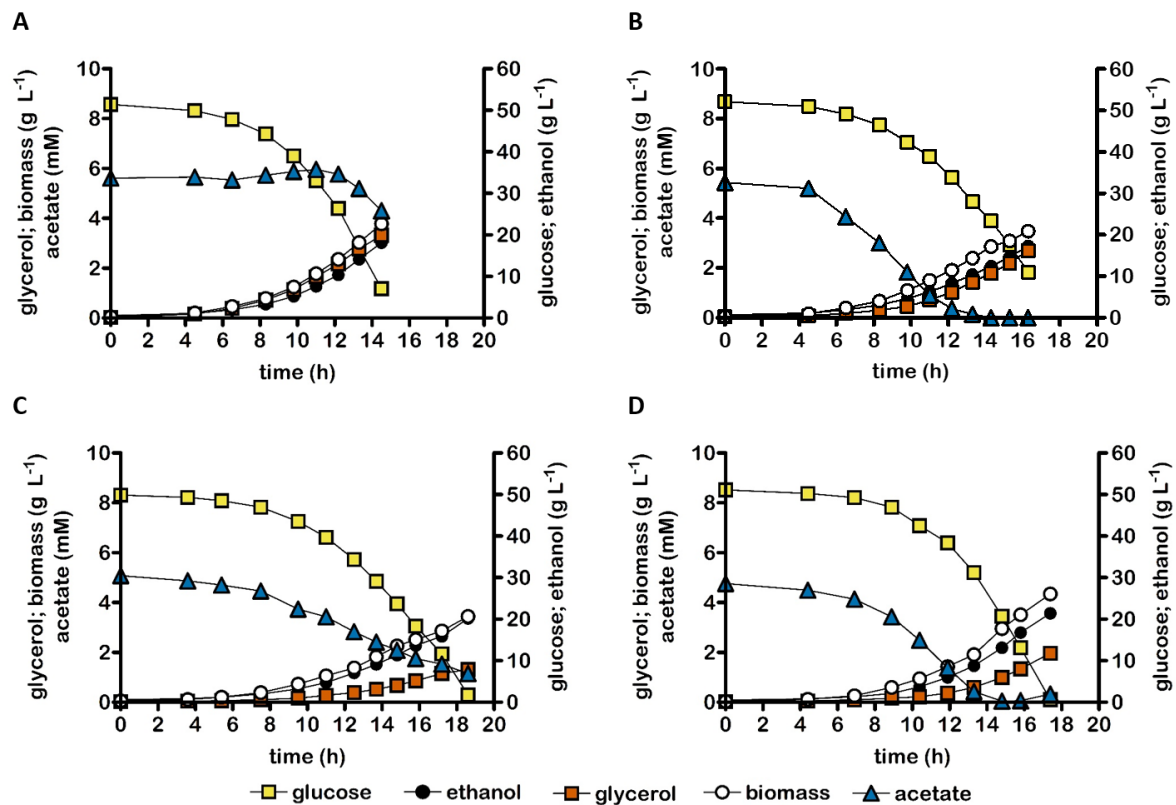 A
glycerol; biomass (g L⁻¹)
acetate (mM)
10
8
6
4
2
0
60
50
40
30
20
10
0
glucose; ethanol (g L⁻¹)
0 2 4 6 8 10 12 14 16 18 20
time (h)
B
glycerol; biomass (g L⁻¹)
acetate (mM)
10
8
6
4
2
0
60
50
40
30
20
10
0
glucose; ethanol (g L⁻¹)
0 2 4 6 8 10 12 14 16 18 20
time (h)
C
glycerol; biomass (g L⁻¹)
acetate (mM)
10
8
6
4
2
0
60
50
40
30
20
10
0
glucose; ethanol (g L⁻¹)
0 2 4 6 8 10 12 14 16 18 20
time (h)
D
glycerol; biomass (g L⁻¹)
acetate (mM)
10
8
6
4
2
0
60
50
40
30
20
10
0
glucose; ethanol (g L⁻¹)
0 2 4 6 8 10 12 14 16 18 20
time (h)
glucose ethanol glycerol biomass acetate